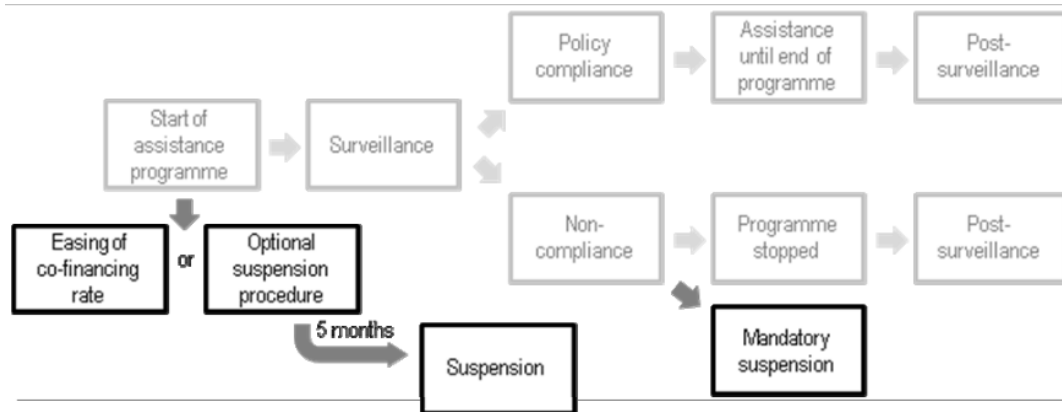 Policy
compliance
Assistance
until end of
programme
Post-
surveillance
Start of
assistance
programme
Surveillance
Non-
compliance
Programme
stopped
Post-
surveillance
Easing of
co-financing
rate
or
Optional
suspension
procedure
5 months
Suspension
Mandatory
suspension